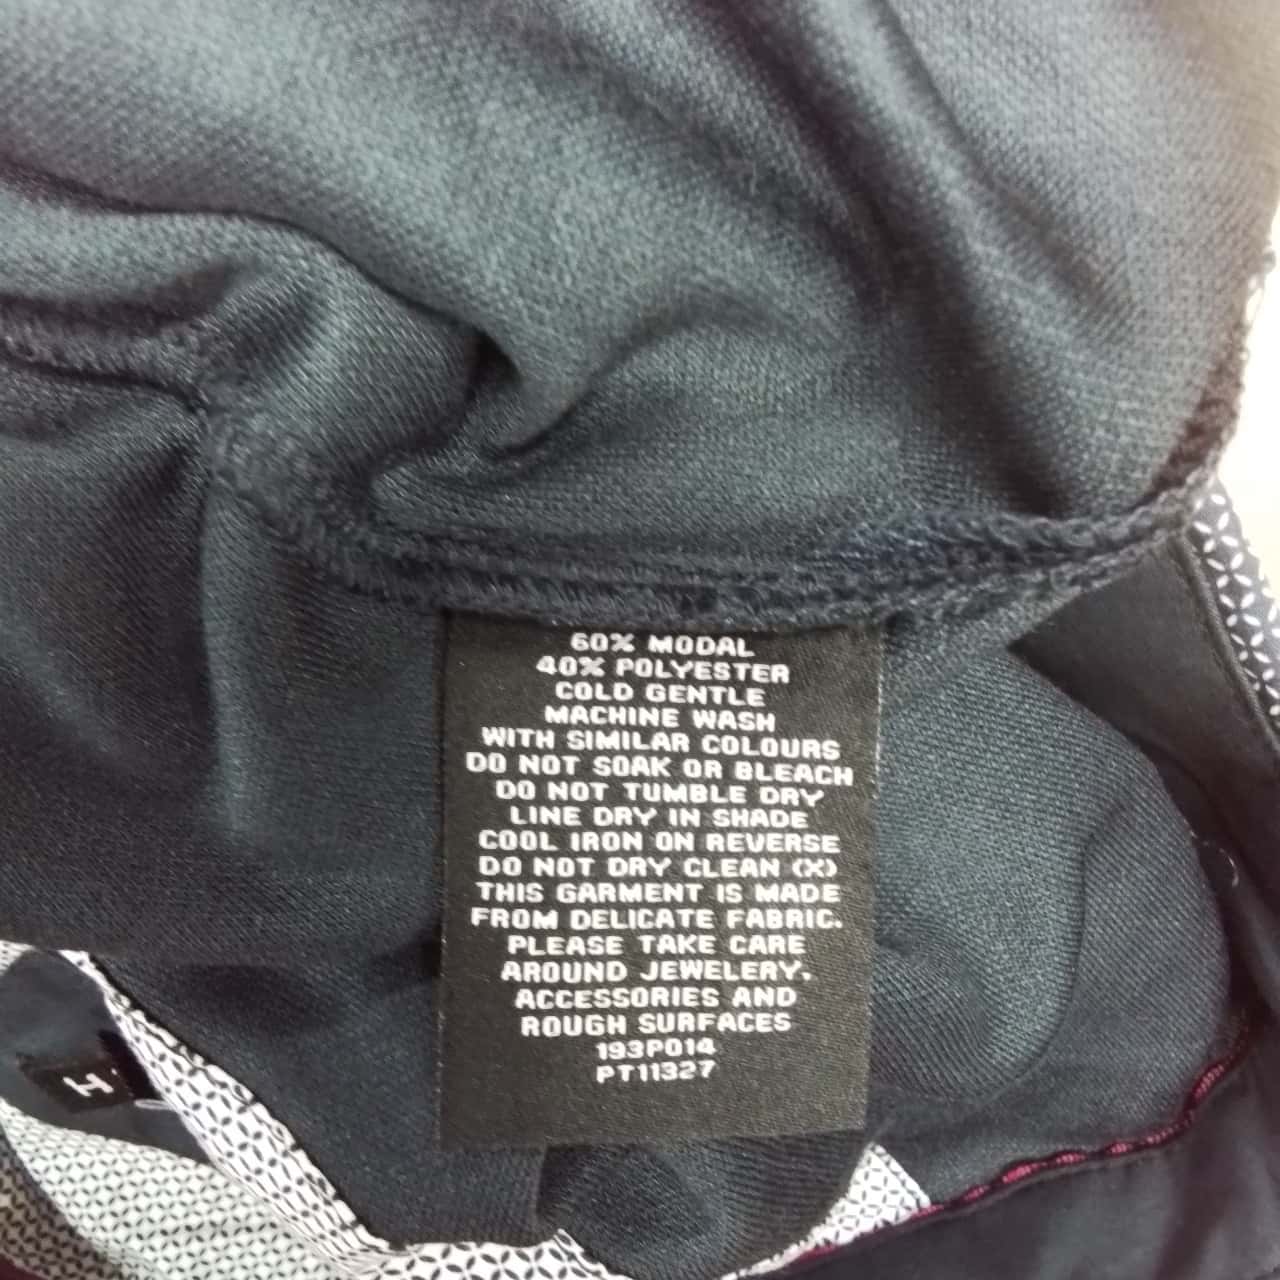 60% MODAL
40% POLYESTER
COLD GENTLE
MACHINE WASH
WITH SIMILAR COLOURS
DO NOT SOAK OR BLEACH
DO NOT TUMBLE DRY
LINE DRY IN SHADE
COOL IRON ON REVERSE
DO NOT DRY CLEAN (X)
THIS GARMENT IS MADE
FROM DELICATE FABRIC.
PLEASE TAKE CARE
AROUND JEWELERY,
ACCESSORIES AND
ROUGH SURFACES
193P014
PT11327